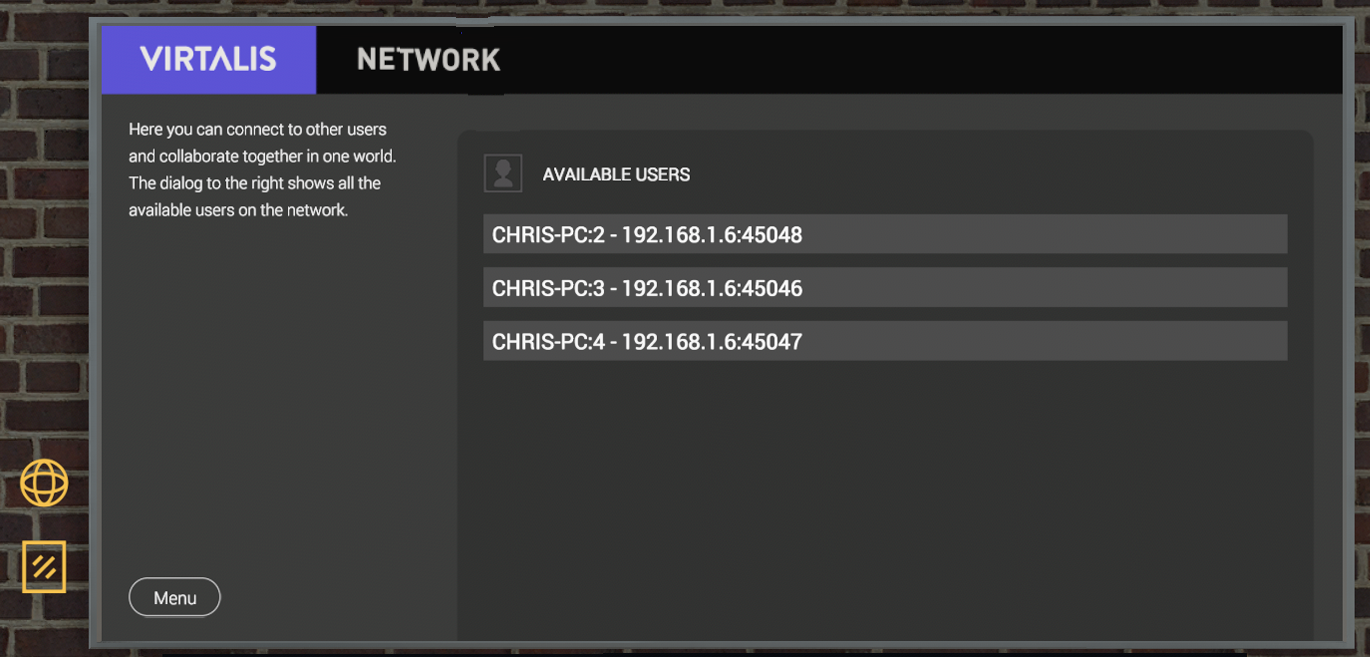 VIRTALIS
NETWORK
Here you can connect to other users
and collaborate together in one world.
The dialog to the right shows all the
available users on the network.
AVAILABLE USERS
CHRIS-PC:2 - 192.168.1.6:45048
CHRIS-PC:3 - 192.168.1.6:45046
CHRIS-PC:4 - 192.168.1.6:45047
Menu